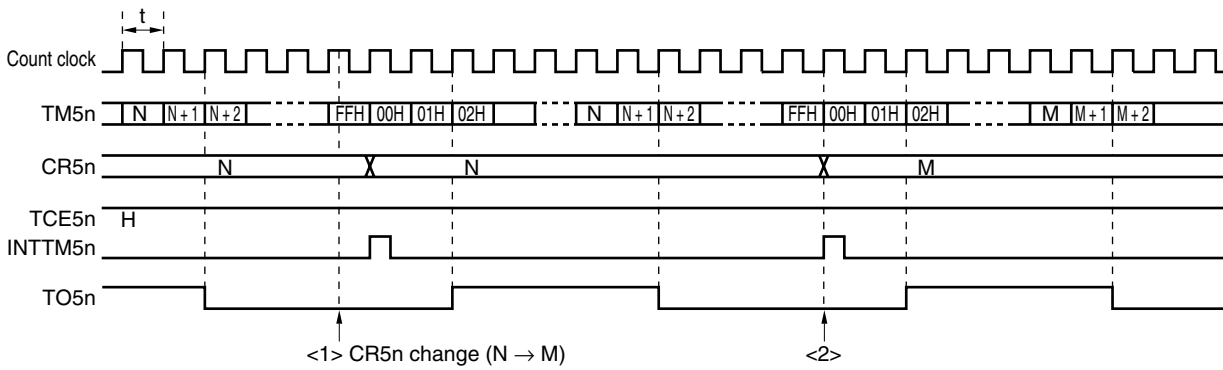 t
Count clock
TM5n N N + 1 N + 2 FFH 00H 01H 02H N N + 1 N + 2 FFH 00H 01H 02H M M + 1 M + 2
CR5n N N M
TCE5n H
INTTM5n
TO5n
<1> CR5n change (N → M) <2>